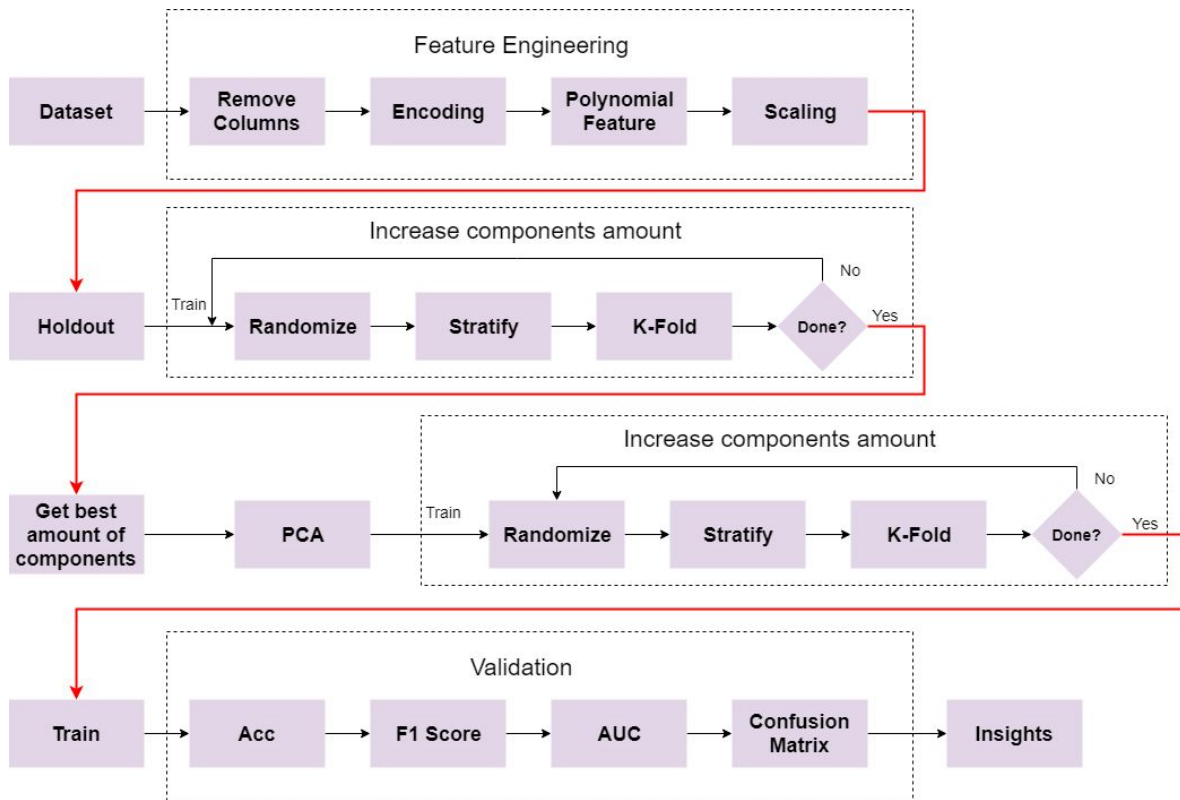 Feature Engineering
Dataset
Remove
Columns
Encoding
Polynomial
Feature
Scaling
Increase components amount
No
Train
Holdout
Randomize
Stratify
K-Fold
Done?
Yes
Increase components amount
No
Get best
amount of
components
PCA
Train
Randomize
Stratify
K-Fold
Done?
Yes
Validation
Train
Acc
F1 Score
AUC
Confusion
Matrix
Insights